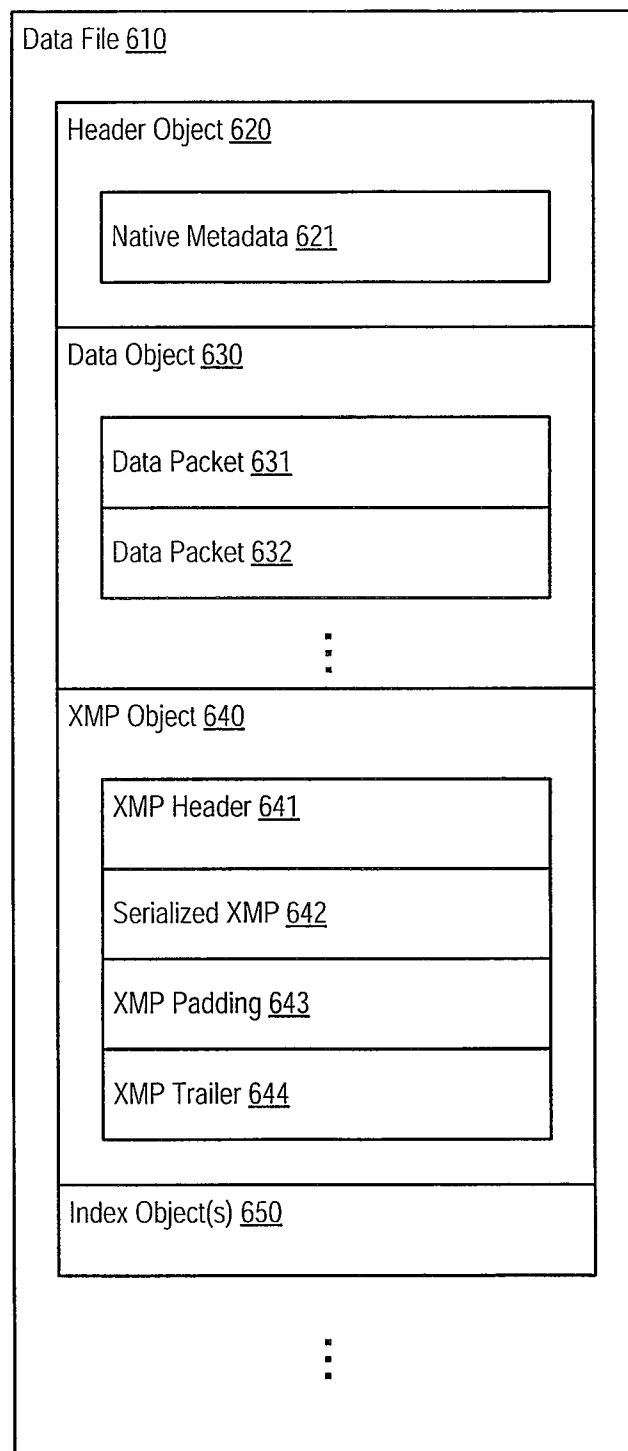 Data File 610
Header Object 620
Native Metadata 621
Data Object 630
Data Packet 631
Data Packet 632
XMP Object 640
XMP Header 641
Serialized XMP 642
XMP Padding 643
XMP Trailer 644
Index Object(s) 650